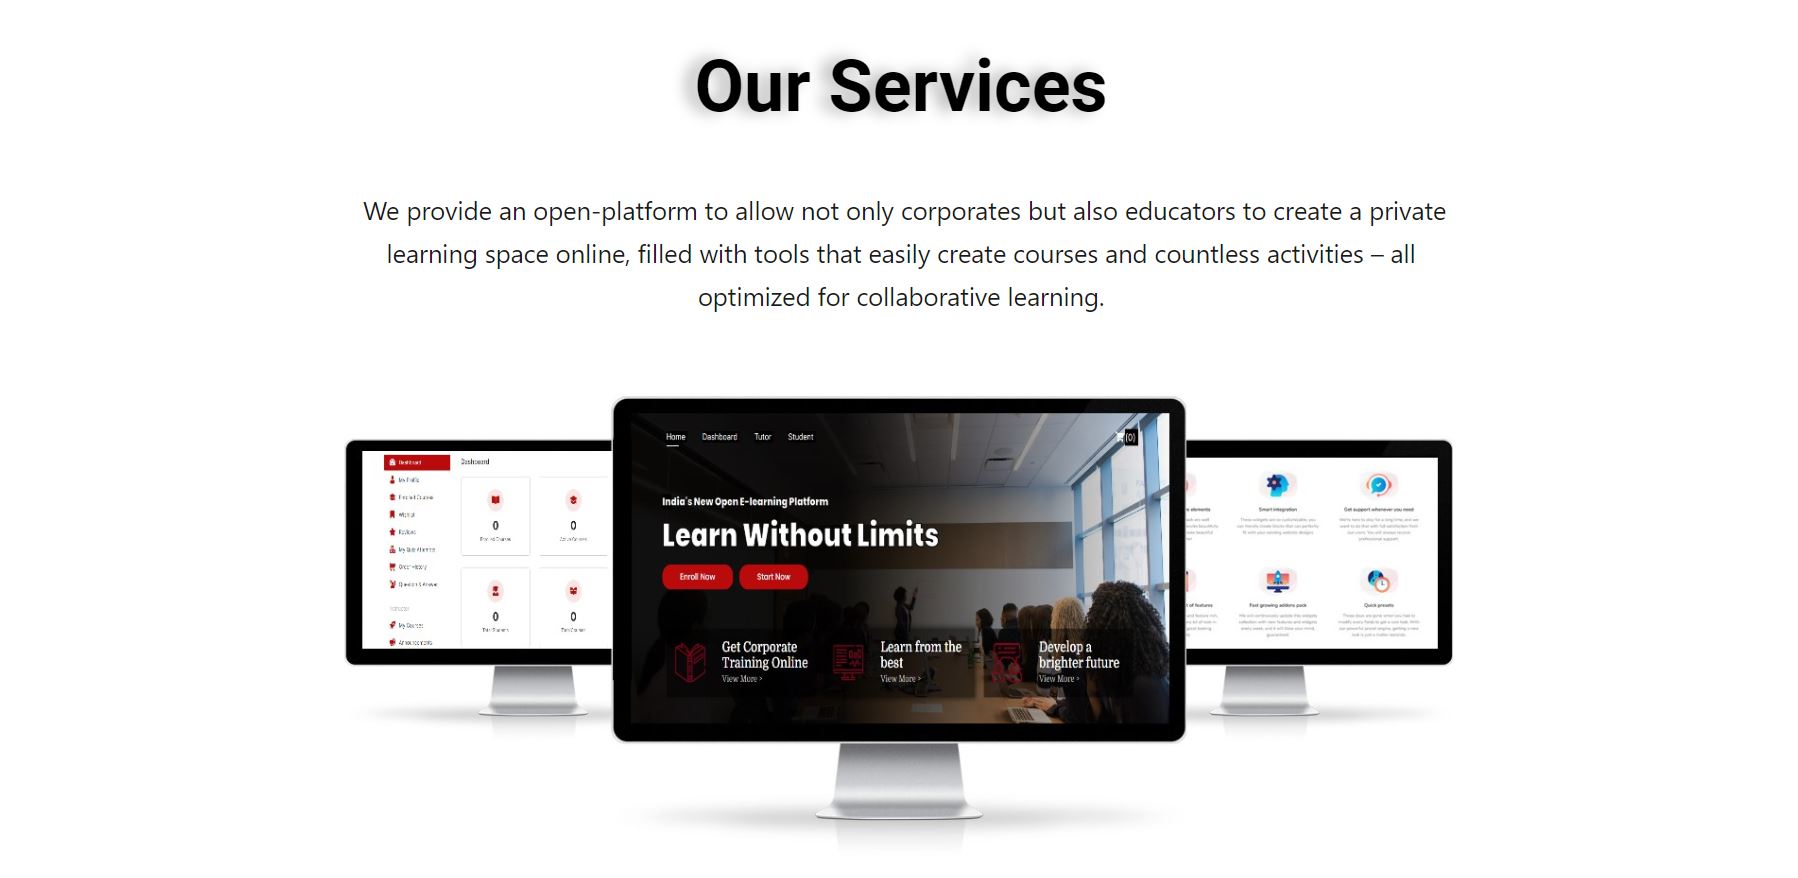 Our Services
We provide an open-platform to allow not only corporates but also educators to create a private
learning space online, filled with tools that easily create courses and countless activities – all
optimized for collaborative learning.
Dashboard
My Profile
Enrolled Courses
Wishlist
Reviews
My Quiz Attempts
Order History
Question & Answer
My Courses
Announcements
Dashboard
0
Enrolled Courses
0
Active Courses
0
Total Students
0
Total Courses
Home Dashboard Tutor Student
(0)
India's New Open E-learning Platform
Learn Without Limits
Enroll Now Start Now
Get Corporate
Training Online
View More >
Learn from the
best
View More >
Develop a
brighter future
View More >
elements
Smart integration
Get support whenever you need
of features
Fast growing addons pack
Quick presets